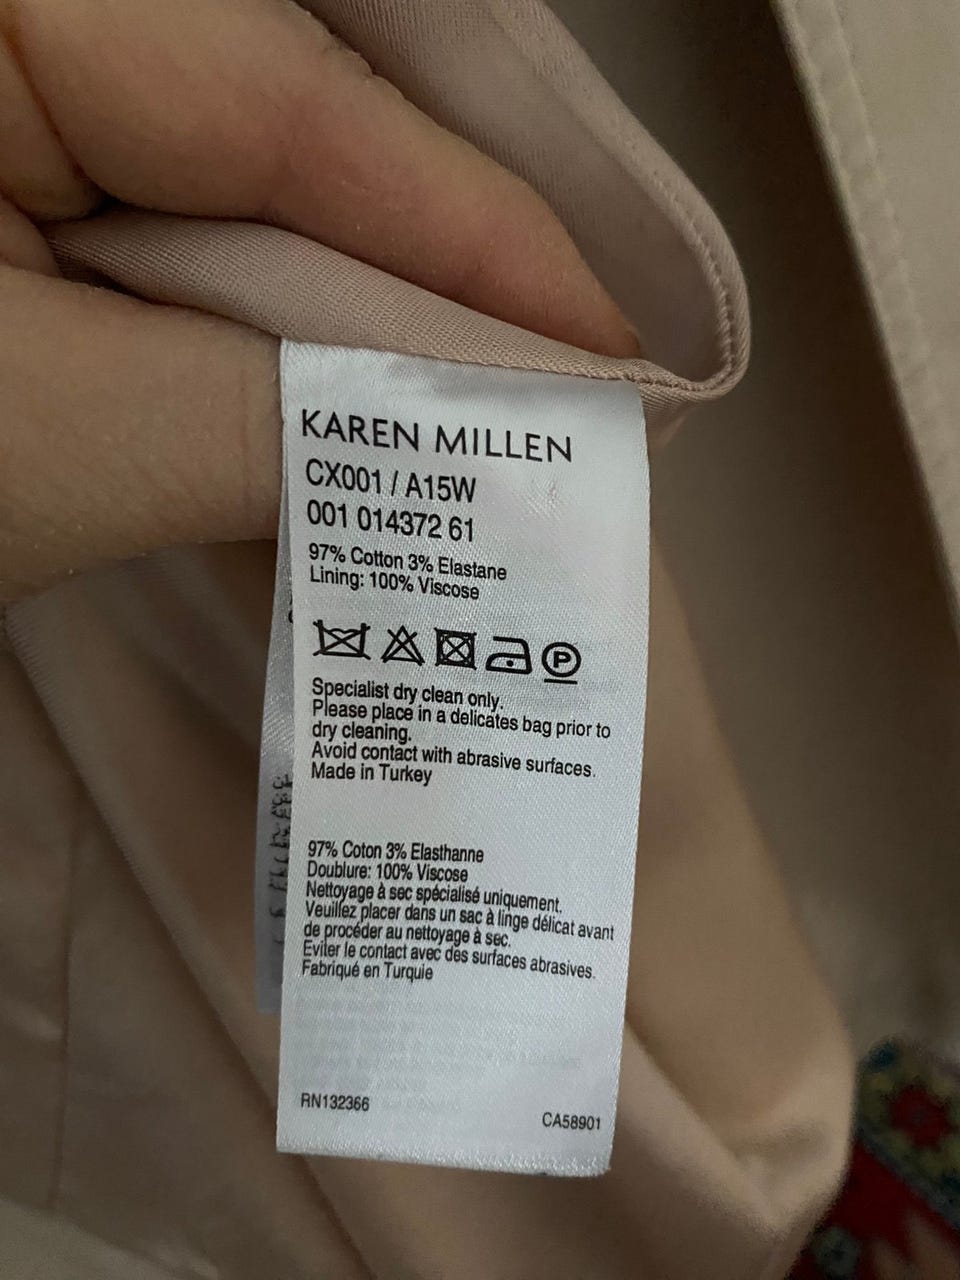 KAREN MILLEN
CX001 / A15W
001 014372 61
97% Cotton 3% Elastane
Lining: 100% Viscose
P
Specialist dry clean only.
Please place in a delicates bag prior to
dry cleaning.
Avoid contact with abrasive surfaces.
Made in Turkey
97% Coton 3% Elasthanne
Doublure: 100% Viscose
Nettoyage à sec spécialisé uniquement.
Veuillez placer dans un sac à linge délicat avant
de procéder au nettoyage à sec.
Eviter le contact avec des surfaces abrasives.
Fabriqué en Turquie
RN132366
CA58901